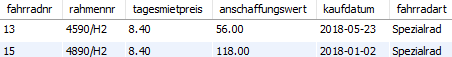 fahrradnr rahmennr tagesmietpreis anschaffungswert kaufdatum fahrradart
13 4590/H2 8.40 56.00 2018-05-23 Spezialrad
15 4890/H2 8.40 118.00 2018-01-02 Spezialrad